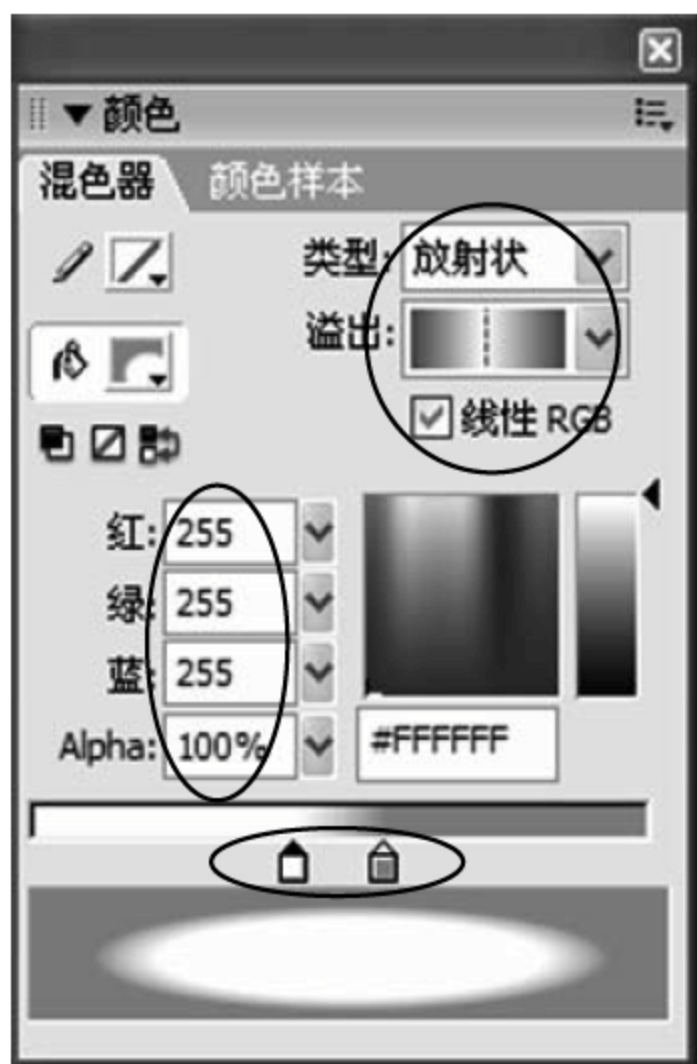 颜色
混色器 颜色样本
类型: 放射状
溢出:
线性 RGB
红: 255
绿: 255
蓝: 255
Alpha: 100% #FFFFFF